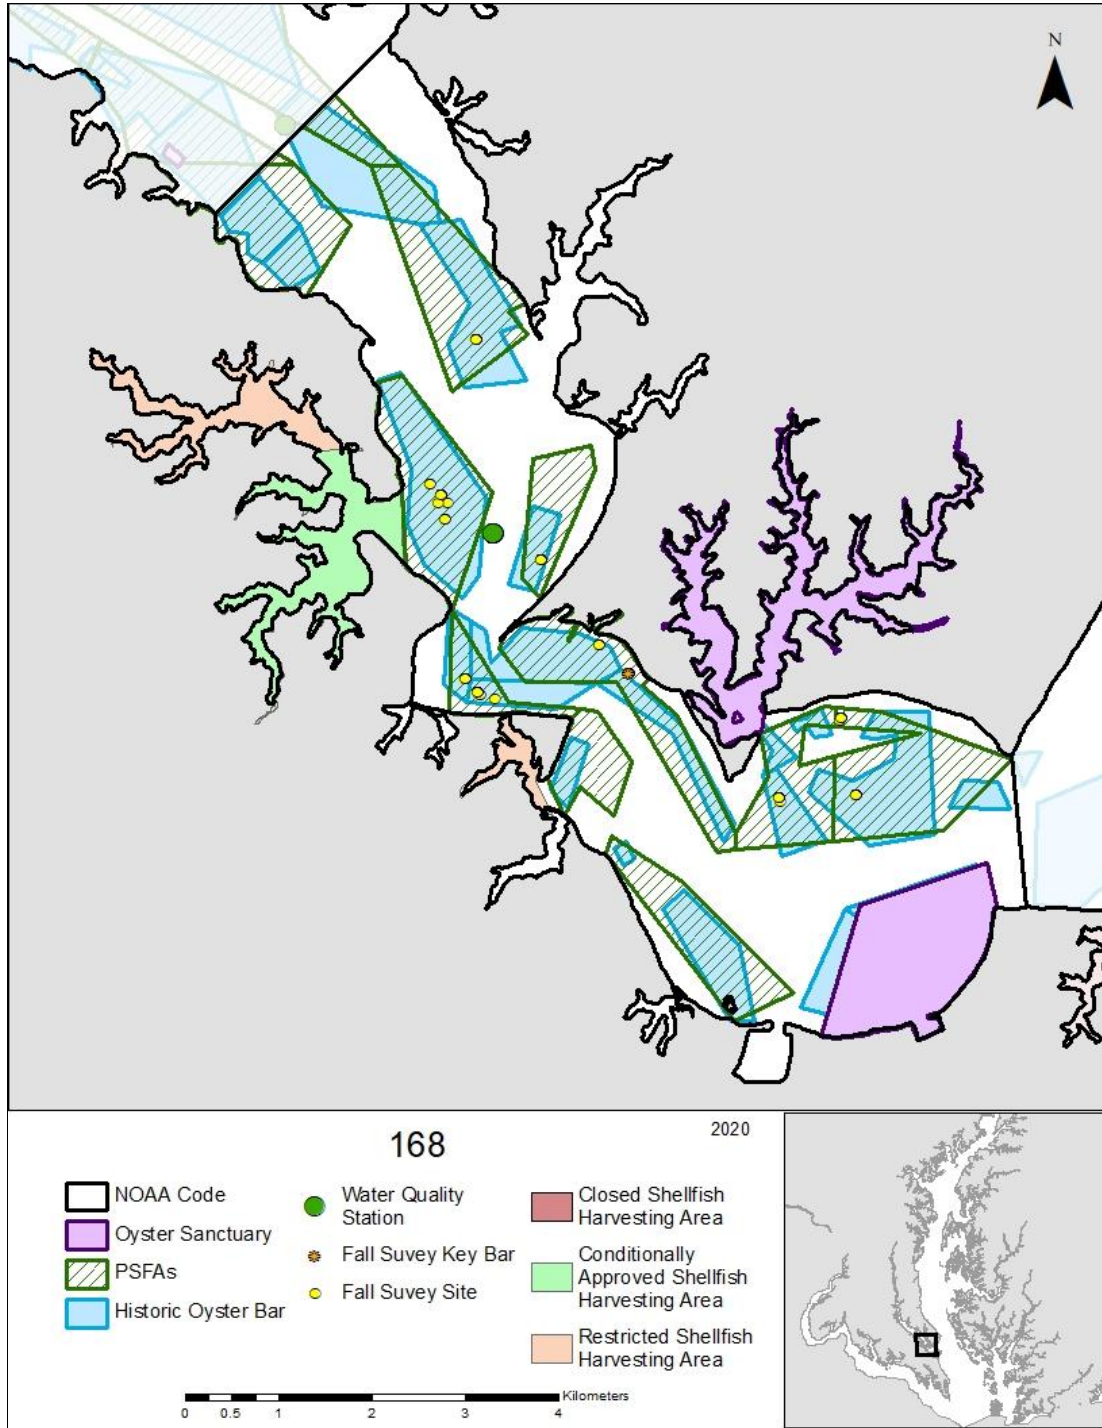 N
168
2020
NOAA Code
Oyster Sanctuary
PSFAs
Historic Oyster Bar
Water Quality
Station
Fall Suvey Key Bar
Fall Suvey Site
Closed Shellfish
Harvesting Area
Conditionally
Approved Shellfish
Harvesting Area
Restricted Shellfish
Harvesting Area
Kilometers
0 0.5 1 2 3 4